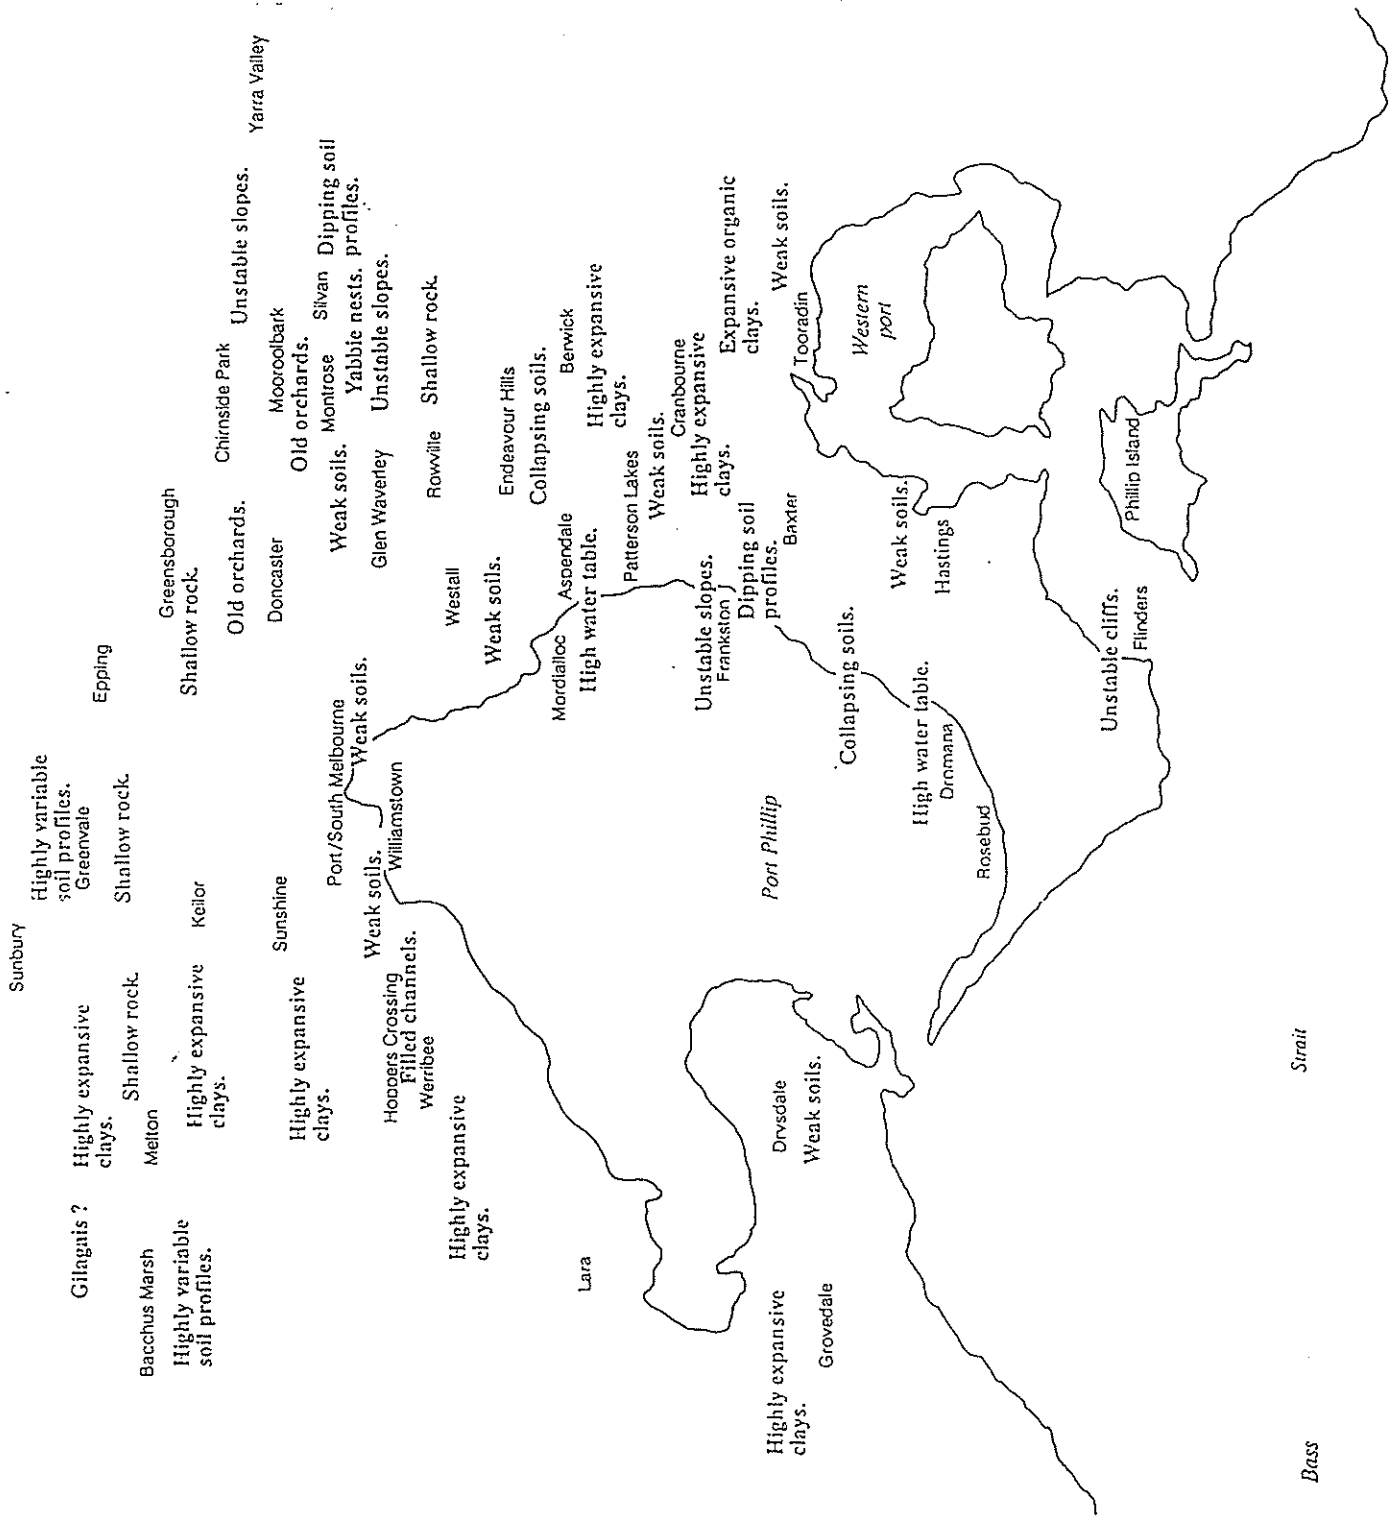 Sunbury
Highly variable
soil profiles.
Greenvale
Epping
Yarra Valley
Gilagais ?
Highly expansive
clays.
Shallow rock.
Shallow rock.
Greensborough
Shallow rock.
Bacchus Marsh
Melton
Highly variable
soil profiles.
Highly expansive
clays.
Keilor
Old orchards.
Doncaster
Chirnside Park
Unstable slopes.
Mooroolbark
Old orchards.
Montrose
Silvan
Dipping soil
profiles.
Yabbie nests.
Unstable slopes.
Sunshine
Highly expansive
clays.
Port/South Melbourne
Weak soils.
Weak soils.
Williamstown
Weak soils.
Glen Waverley
Rowville
Shallow rock.
Hoppers Crossing
Filled channels.
Werribee
Highly expansive
clays.
Westall
Weak soils.
Endeavour Hills
Collapsing soils.
Berwick
Highly expansive
clays.
Mordialloc
Aspendale
High water table.
Lara
Patterson Lakes
Weak soils.
Cranbourne
Highly expansive
clays.
Expansive organic
clays.
Weak soils.
Tooradin
Unstable slopes.
Frankston
Dipping soil
profiles.
Baxter
Port Phillip
Highly expansive
clays.
Grovedale
Drysdale
Weak soils.
Collapsing soils.
Western
port
Weak soils.
Hastings
High water table.
Dromana
Rosebud
Unstable cliffs.
Flinders
Phillip Island
Bass
Strait